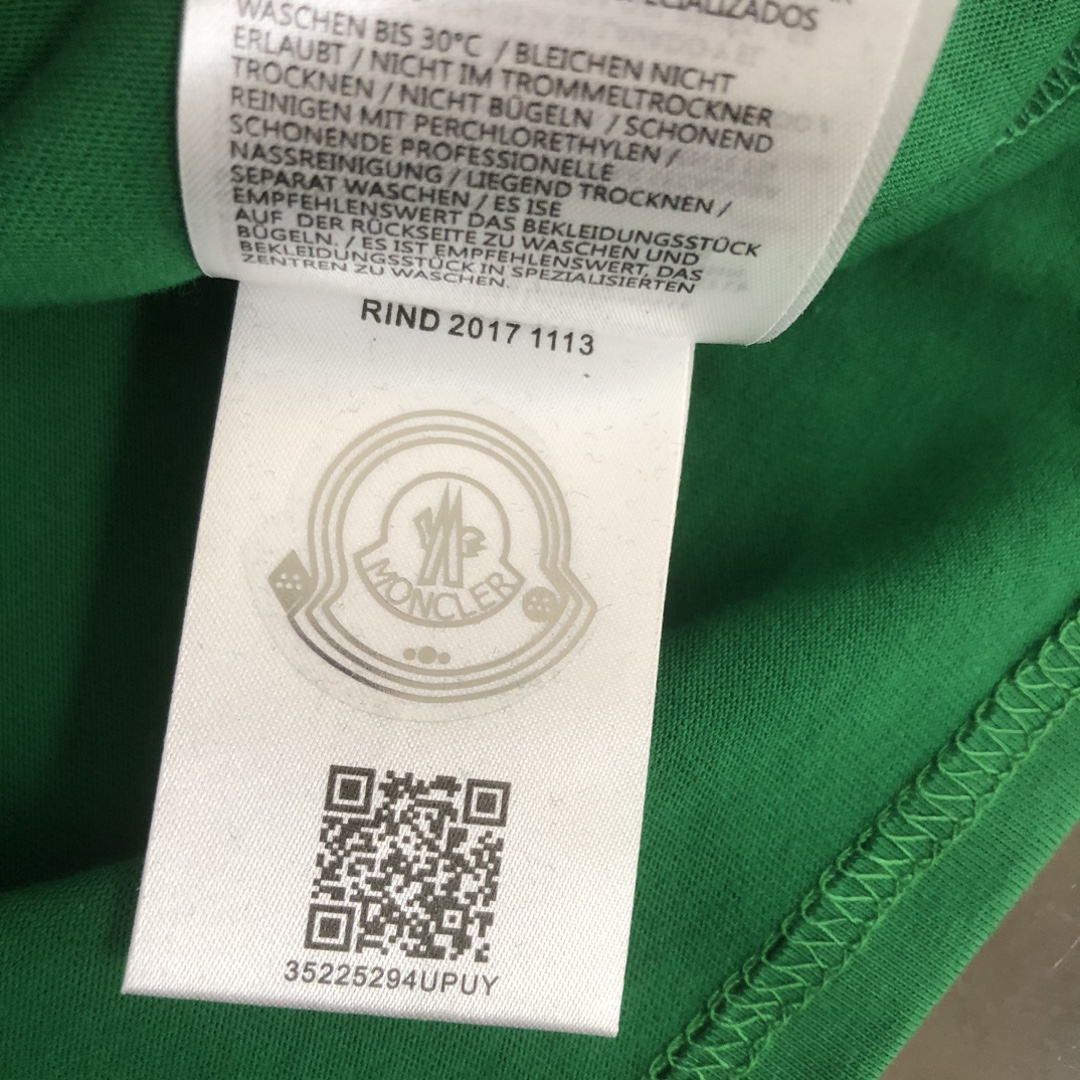 SPECIALIZADOS
WASCHEN BIS 30°C / BLEICHEN NICHT
ERLAUBT / NICHT IM TROMMELTROCKNER
TROCKNEN / NICHT BÜGELN / SCHONEND
REINIGEN MIT PERCHLORETHYLEN /
SCHONENDE PROFESSIONELLE
NASSREINIGUNG / LIEGEND TROCKNEN /
SEPARAT WASCHEN / ES ISE
EMPFEHLENSWERT DAS BEKLEIDUNGSSTÜCK
AUF DER RÜCKSEITE ZU WASCHEN UND
BÜGELN. / ES IST EMPFEHLENSWERT, DAS
BEKLEIDUNGSSTÜCK IN SPEZIALISIERTEN
ZENTREN ZU WASCHEN.
RIND 2017 1113
MONCLER
35225294UPUY